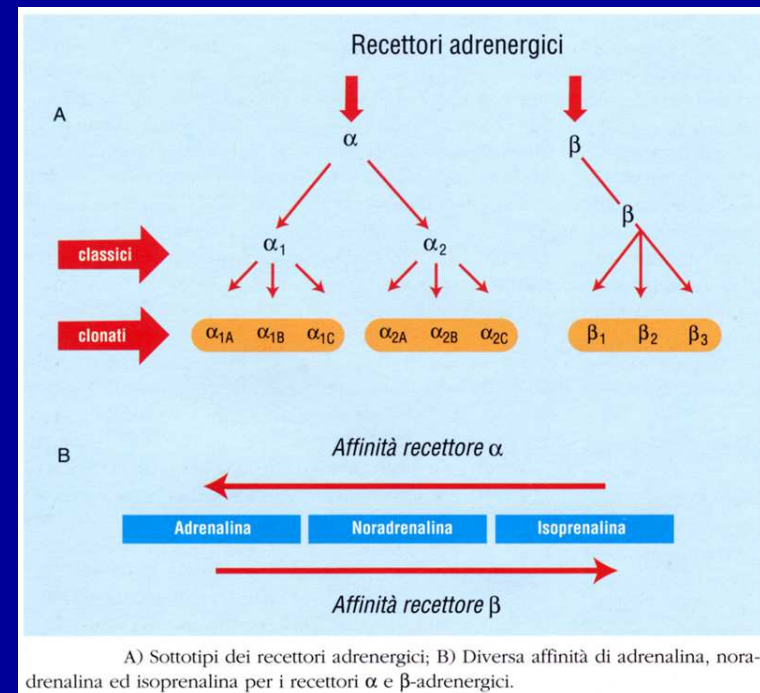 Recettori adrenergici
A
α β
β
classici α₁ α₂
clonati α₁A α₁B α₁C α₂A α₂B α₂C β₁ β₂ β₃
B
Affinità recettore α
Adrenalina Noradrenalina Isoprenalina
Affinità recettore β
A) Sottotipi dei recettori adrenergici; B) Diversa affinità di adrenalina, nora-
drenalina ed isoprenalina per i recettori α e β-adrenergici.